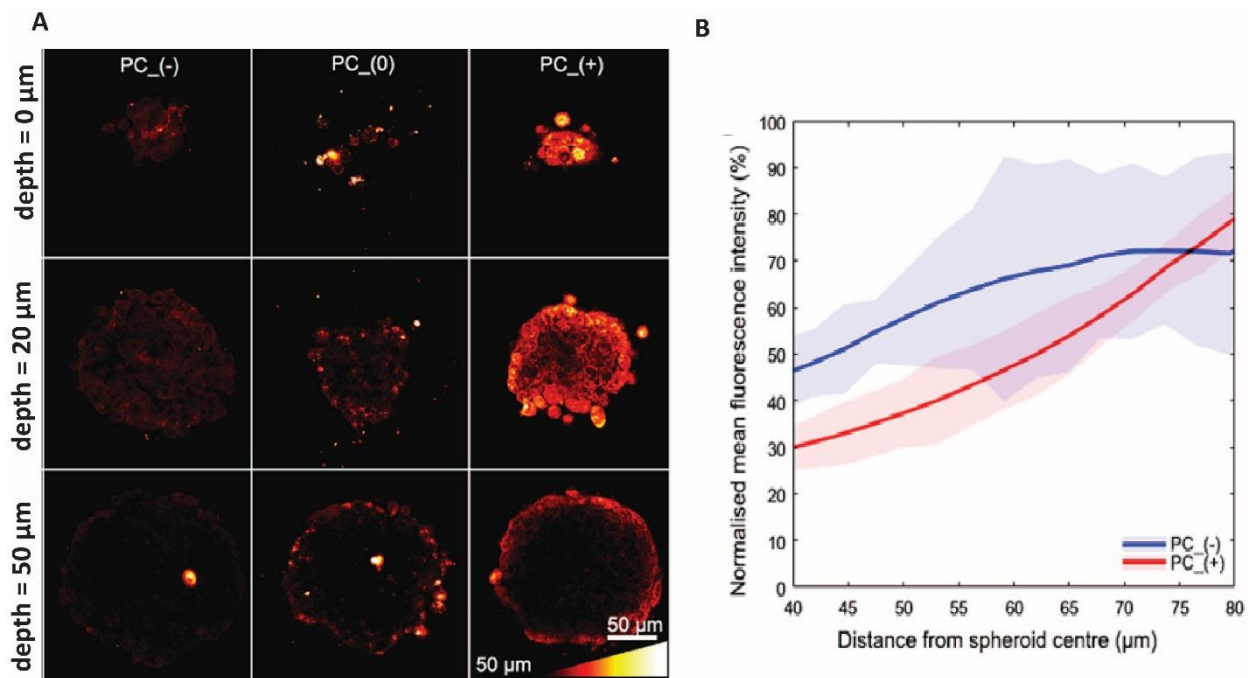 A
PC_(-) PC_(0) PC_(+)
depth = 0 µm
depth = 20 µm
depth = 50 µm
50 µm
50 µm
B
Normalised mean fluorescence intensity (%)
100
90
80
70
60
50
40
30
20
10
0
PC_(-)
PC_(+)
40 45 50 55 60 65 70 75 80
Distance from spheroid centre (µm)